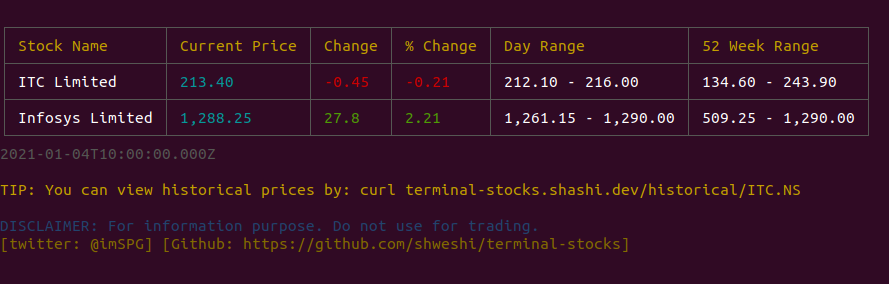 Stock Name Current Price Change % Change Day Range 52 Week Range
ITC Limited 213.40 -0.45 -0.21 212.10 - 216.00 134.60 - 243.90
Infosys Limited 1,288.25 27.8 2.21 1,261.15 - 1,290.00 509.25 - 1,290.00
2021-01-04T10:00:00.000Z
TIP: You can view historical prices by: curl terminal-stocks.shashi.dev/historical/ITC.NS
DISCLAIMER: For information purpose. Do not use for trading.
[twitter: @imSPG] [Github: https://github.com/shweshi/terminal-stocks]